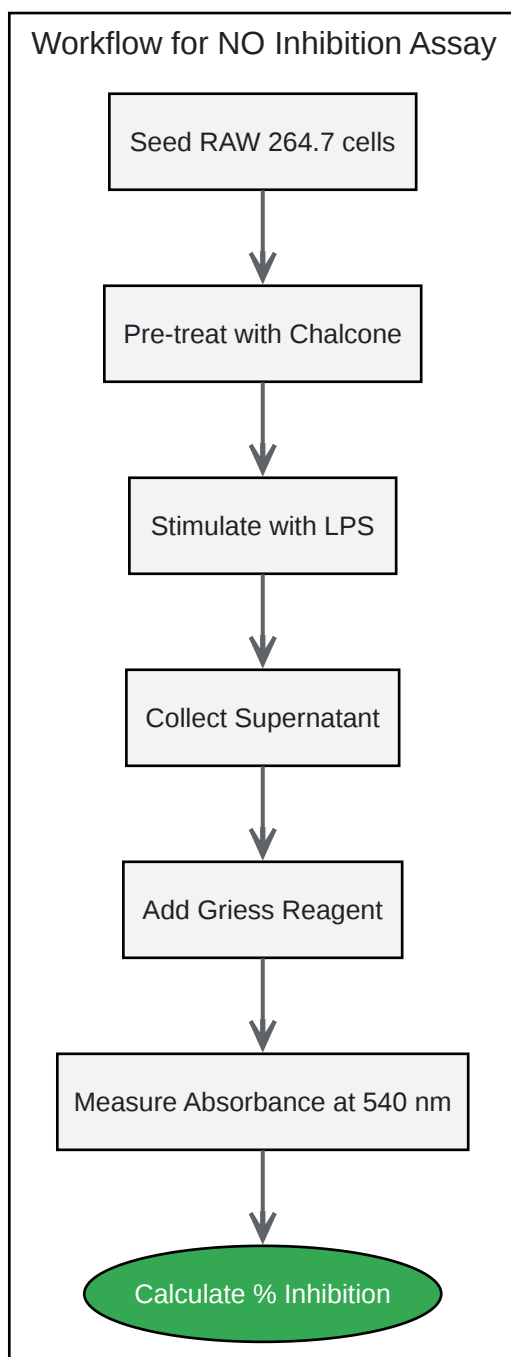 Workflow for NO Inhibition Assay
Seed RAW 264.7 cells
Pre-treat with Chalcone
Stimulate with LPS
Collect Supernatant
Add Griess Reagent
Measure Absorbance at 540 nm
Calculate % Inhibition